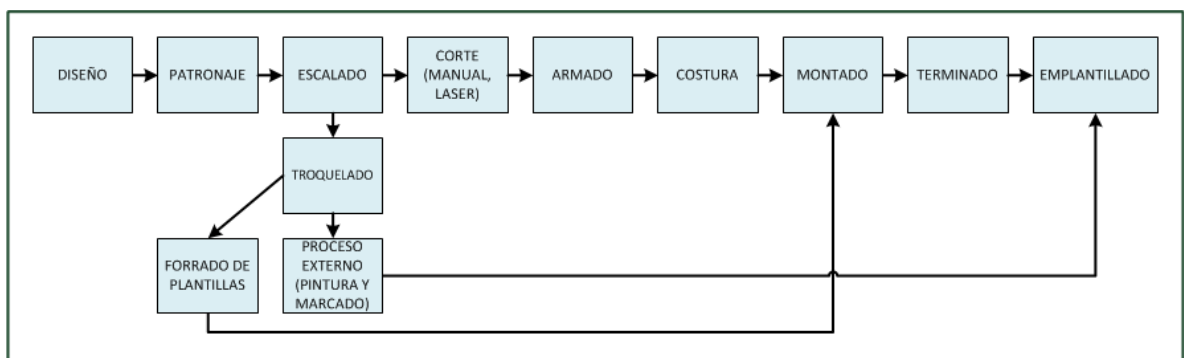 DISEÑO
PATRONAJE
ESCALADO
CORTE
(MANUAL,
LASER)
ARMADO
COSTURA
MONTADO
TERMINADO
EMPLANTILLADO
TROQUELADO
FORRADO DE
PLANTILLAS
PROCESO
EXTERNO
(PINTURA Y
MARCADO)